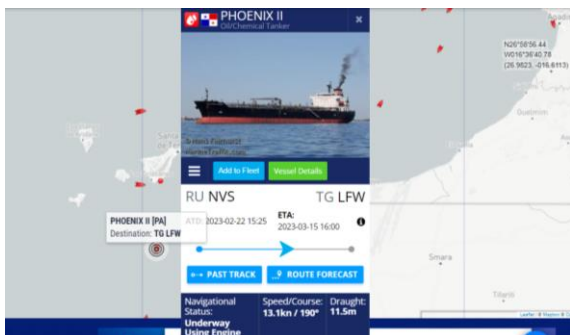 PHOENIX II
Oil/Chemical Tanker
N26°58'56.44
W016°36'40.78
(26.9823, -016.6113)
Guelmim
Add to Fleet
Vessel Details
RU NVS
TG LFW
PHOENIX II [PA]
Destination: TG LFW
ATD: 2023-02-22 15:25
ETA:
2023-03-15 16:00
PAST TRACK
ROUTE FORECAST
Smara
Navigational
Status:
Underway
Using Engine
Speed/Course:
13.1kn / 190°
Draught:
11.5m